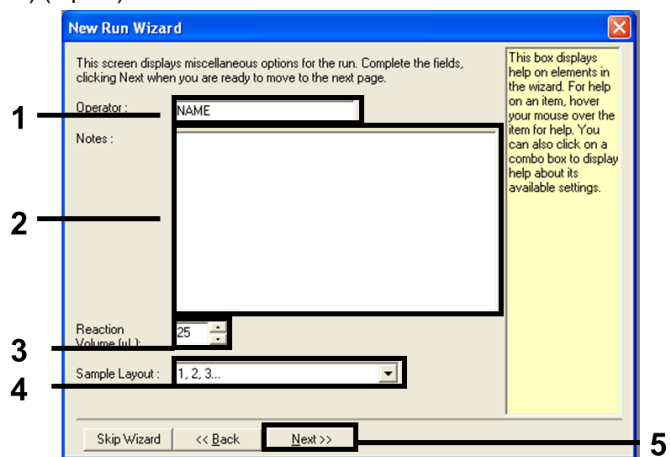 New Run Wizard
This screen displays miscellaneous options for the run. Complete the fields,
clicking Next when you are ready to move to the next page.
This box displays
help on elements in
the wizard. For help
on an item, hover
your mouse over the
item for help. You
can also click on a
combo box to display
help about its
available settings.
1
Operator :
NAME
Notes :
2
Reaction
Volume (µL):
25
3
Sample Layout :
1, 2, 3...
4
Skip Wizard
<< Back
Next >>
5